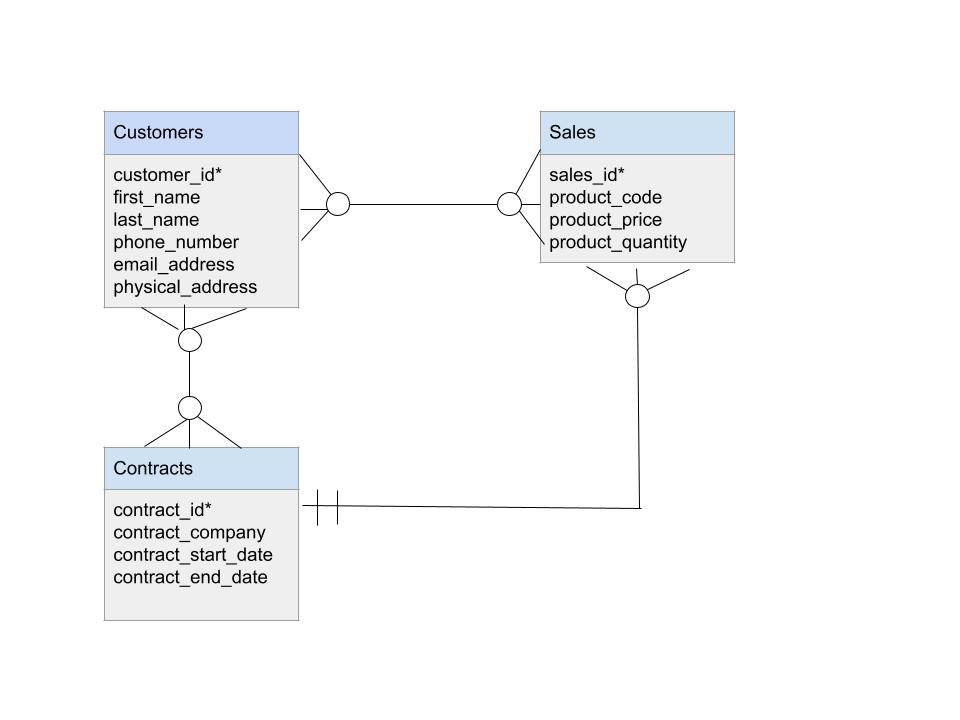 Customers
customer_id*
first_name
last_name
phone_number
email_address
physical_address
Sales
sales_id*
product_code
product_price
product_quantity
Contracts
contract_id*
contract_company
contract_start_date
contract_end_date